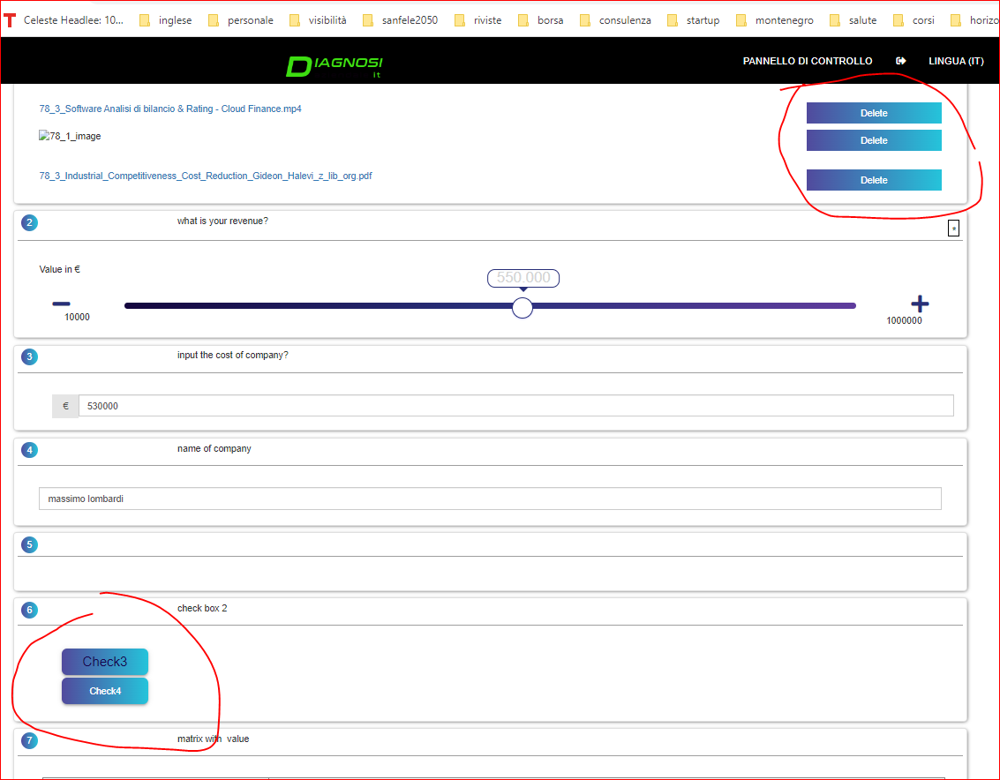 Celeste Headlee: 10... inglese personale visibilità sanfele2050 riviste borsa consulenza startup montenegro salute corsi horizo
DIAGNOSI
it
PANNELLO DI CONTROLLO LINGUA (IT)
78_3_Software Analisi di bilancio & Rating - Cloud Finance.mp4 Delete
78_1_image Delete
78_3_Industrial_Competitiveness_Cost_Reduction_Gideon_Halevi_z_lib_org.pdf Delete
2 what is your revenue? *
Value in €
550.000
10000
1000000
3 input the cost of company?
€ 530000
4 name of company
massimo lombardi
5
6 check box 2
Check3
Check4
7 matrix with value